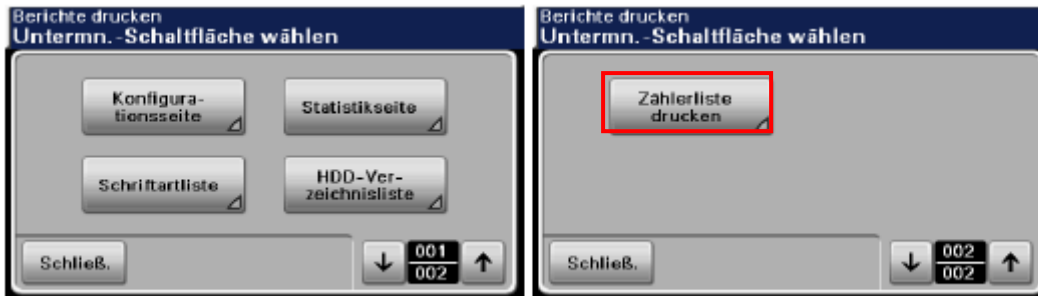 Berichte drucken
Untermn.-Schaltfläche wählen
Konfigura-
tionsseite
Statistikseite
Schriftartliste
HDD-Ver-
zeichnisliste
Schließ.
001
002
Berichte drucken
Untermn.-Schaltfläche wählen
Zählerliste
drucken
Schließ.
002
002